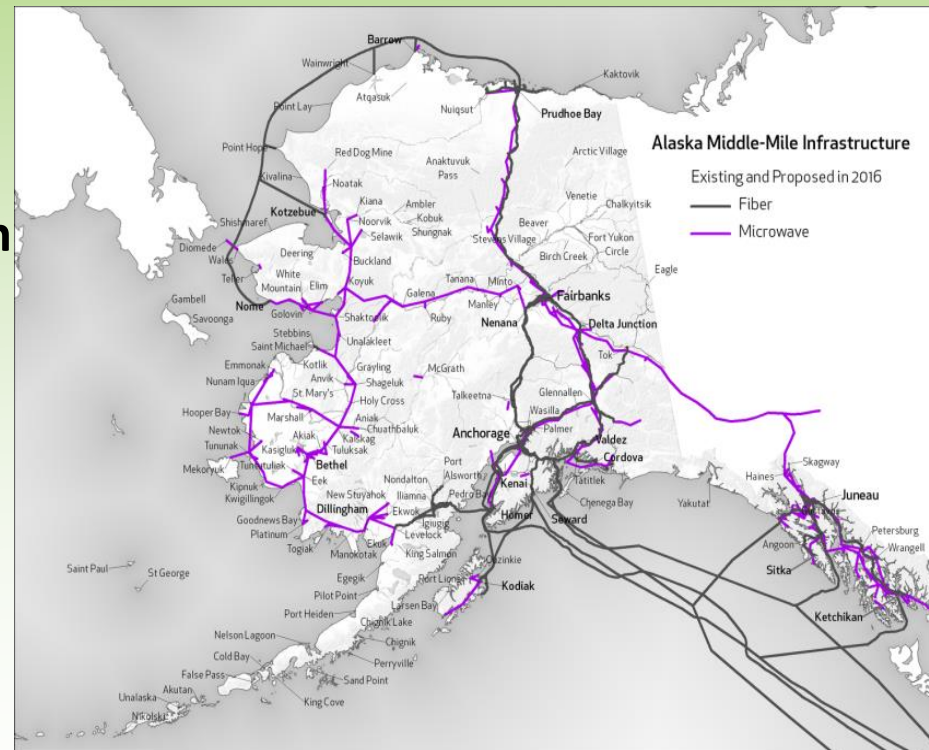 n
Alaska Middle-Mile Infrastructure
Existing and Proposed in 2016
Fiber
Microwave
Barrow
Wainwright
Kaktovik
Atqasuk
Point Lay
Nuiqsut
Prudhoe Bay
Point Hope
Red Dog Mine
Anaktuvuk
Pass
Arctic Village
Kivalina
Noatak
Venetie
Chalkyitsik
Kiana
Ambler
Kotzebue
Noorvik
Kobuk
Beaver
Shishmaref
Selawik
Shungnak
Stevens Village
Fort Yukon
Circle
Diomede
Deering
Buckland
Birch Creek
Wales
Eagle
Teller
White
Mountain
Elim
Koyuk
Tanana
Minto
Galena
Manley
Fairbanks
Gambell
Nome
Golovin
Shaktoolik
Ruby
Nenana
Delta Junction
Savoonga
Stebbins
Unalakleet
Saint Michael
Tok
Emmonak
Kotlik
Grayling
McGrath
Nunam Iqua
Anvik
Shageluk
Glennallen
St. Mary's
Talkeetna
Holy Cross
Wasilla
Hooper Bay
Marshall
Aniak
Palmer
Newtok
Chuathbaluk
Anchorage
Akiak
Kalskag
Valdez
Tununak
Kasigluk
Tuluksak
Cordova
Skagway
Mekoryuk
Tuntutuliak
Bethel
Port
Alsworth
Kenai
Haines
Nondalton
Tatitlek
Eek
Kipnuk
New Stuyahok
Iliamna
Pedro Bay
Chenega Bay
Yakutat
Juneau
Kwigillingok
Dillingham
Ekwok
Homer
Seward
Goodnews Bay
Igiugig
Petersburg
Platinum
Levelock
Angoon
Wrangell
Togiak
Ekuk
King Salmon
Ouzinkie
Manokotak
Sitka
Saint Paul
St George
Egegik
Port Lions
Kodiak
Pilot Point
Larsen Bay
Ketchikan
Port Heiden
Chignik Lake
Nelson Lagoon
Chignik
Cold Bay
Perryville
False Pass
Sand Point
Akutan
Unalaska
King Cove
Nikolski